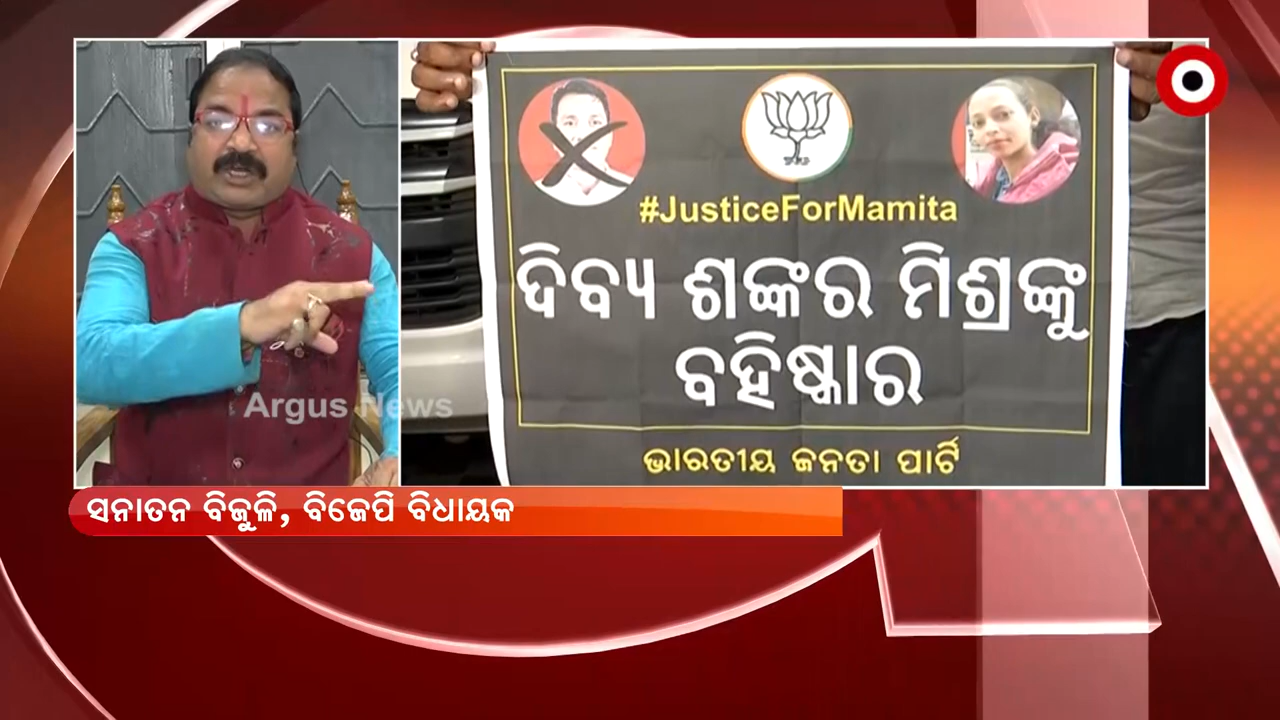 #JusticeForMamita
ଦିବ୍ୟ ଶଙ୍କର ମିଶ୍ରଙ୍କୁ
ବହିଷ୍କାର
ଭାରତୀୟ ଜନତା ପାର୍ଟି
Argus News
ସନାତନ ବିଜୁଳି, ବିଜେପି ବିଧାୟକ